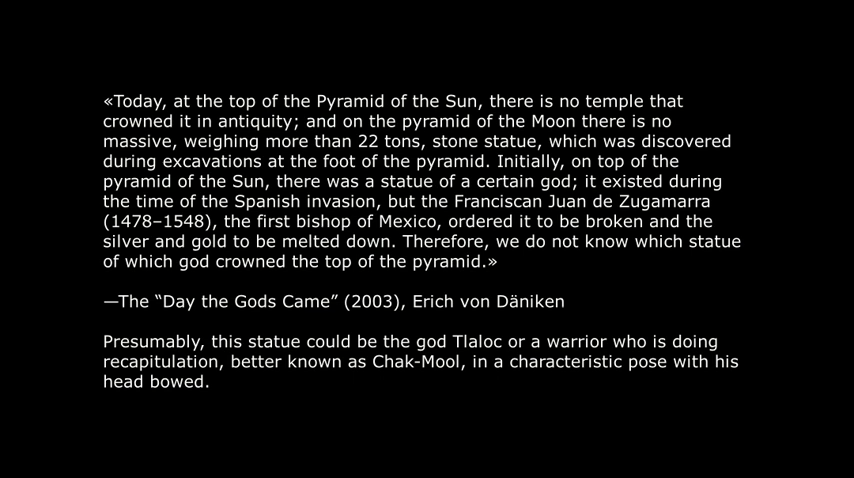 «Today, at the top of the Pyramid of the Sun, there is no temple that
crowned it in antiquity; and on the pyramid of the Moon there is no
massive, weighing more than 22 tons, stone statue, which was discovered
during excavations at the foot of the pyramid. Initially, on top of the
pyramid of the Sun, there was a statue of a certain god; it existed during
the time of the Spanish invasion, but the Franciscan Juan de Zugamarra
(1478–1548), the first bishop of Mexico, ordered it to be broken and the
silver and gold to be melted down. Therefore, we do not know which statue
of which god crowned the top of the pyramid.»
—The “Day the Gods Came” (2003), Erich von Däniken
Presumably, this statue could be the god Tlaloc or a warrior who is doing
recapitulation, better known as Chak-Mool, in a characteristic pose with his
head bowed.